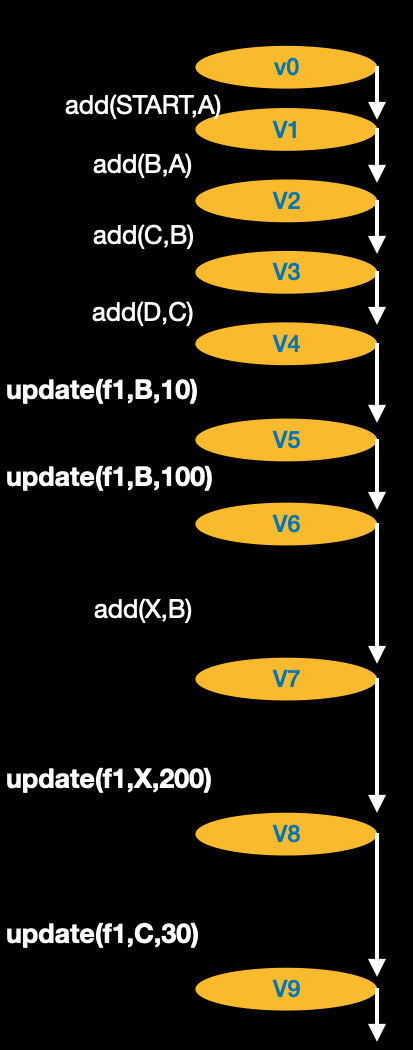 v0
add(START,A)
V1
add(B,A)
V2
add(C,B)
V3
add(D,C)
V4
update(f1,B,10)
V5
update(f1,B,100)
V6
add(X,B)
V7
update(f1,X,200)
V8
update(f1,C,30)
V9